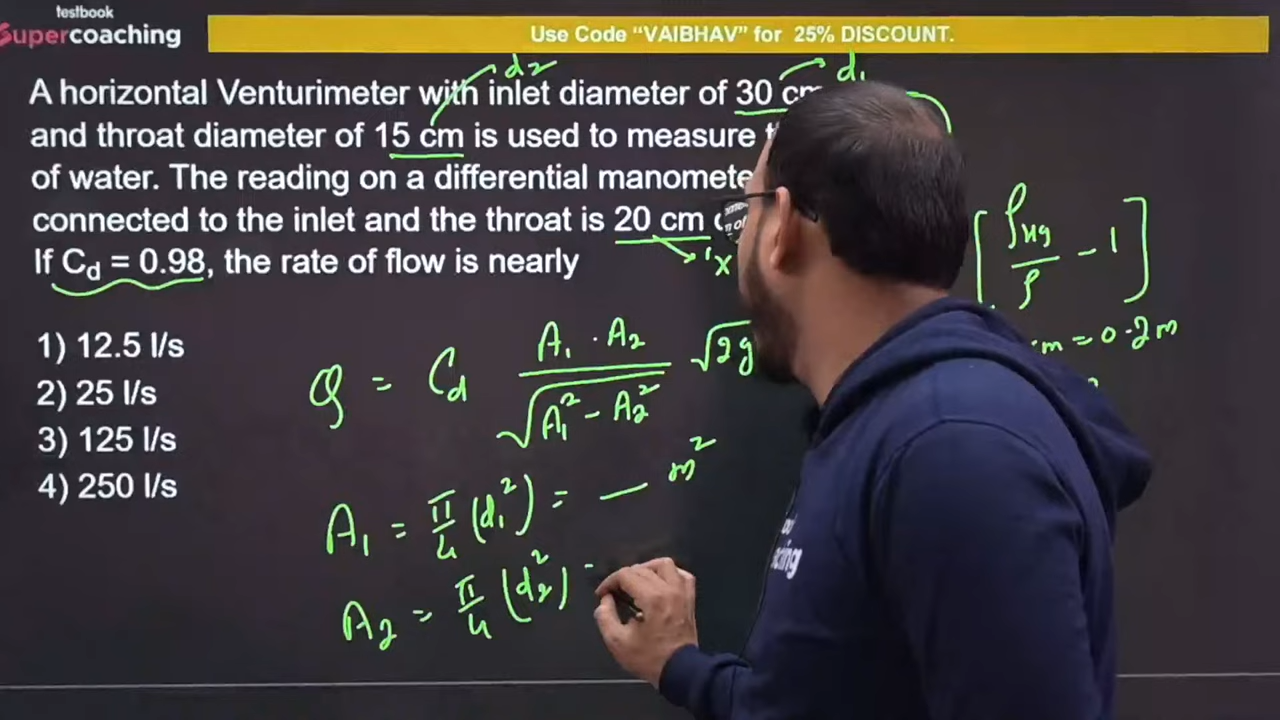 testbook
Supercoaching
Use Code “VAIBHAV” for 25% DISCOUNT.
d2
d1
A horizontal Venturimeter with inlet diameter of 30 cm
and throat diameter of 15 cm is used to measure
of water. The reading on a differential
connected to the inlet and the throat is 20 cm
x
If Cd = 0.98, the rate of flow is nearly
[ρHg/ρ - 1]
m = 0.2m
1) 12.5 l/s
2) 25 l/s
3) 125 l/s
4) 250 l/s
Q = Cd A1 . A2 / √A1² - A2² √2g
A1 = π/4 (d1²) = — m²
A2 = π/4 (d2²) =